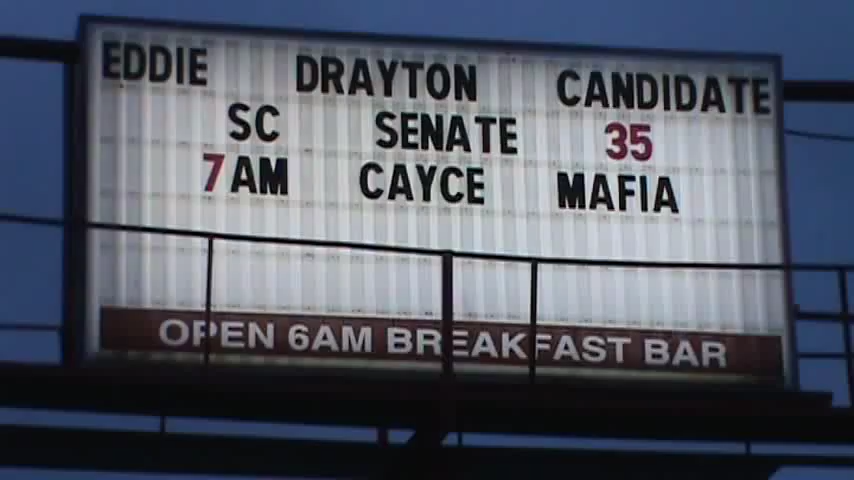 EDDIE DRAYTON CANDIDATE
SC SENATE 35
7AM CAYCE MAFIA
OPEN 6AM BREAKFAST BAR